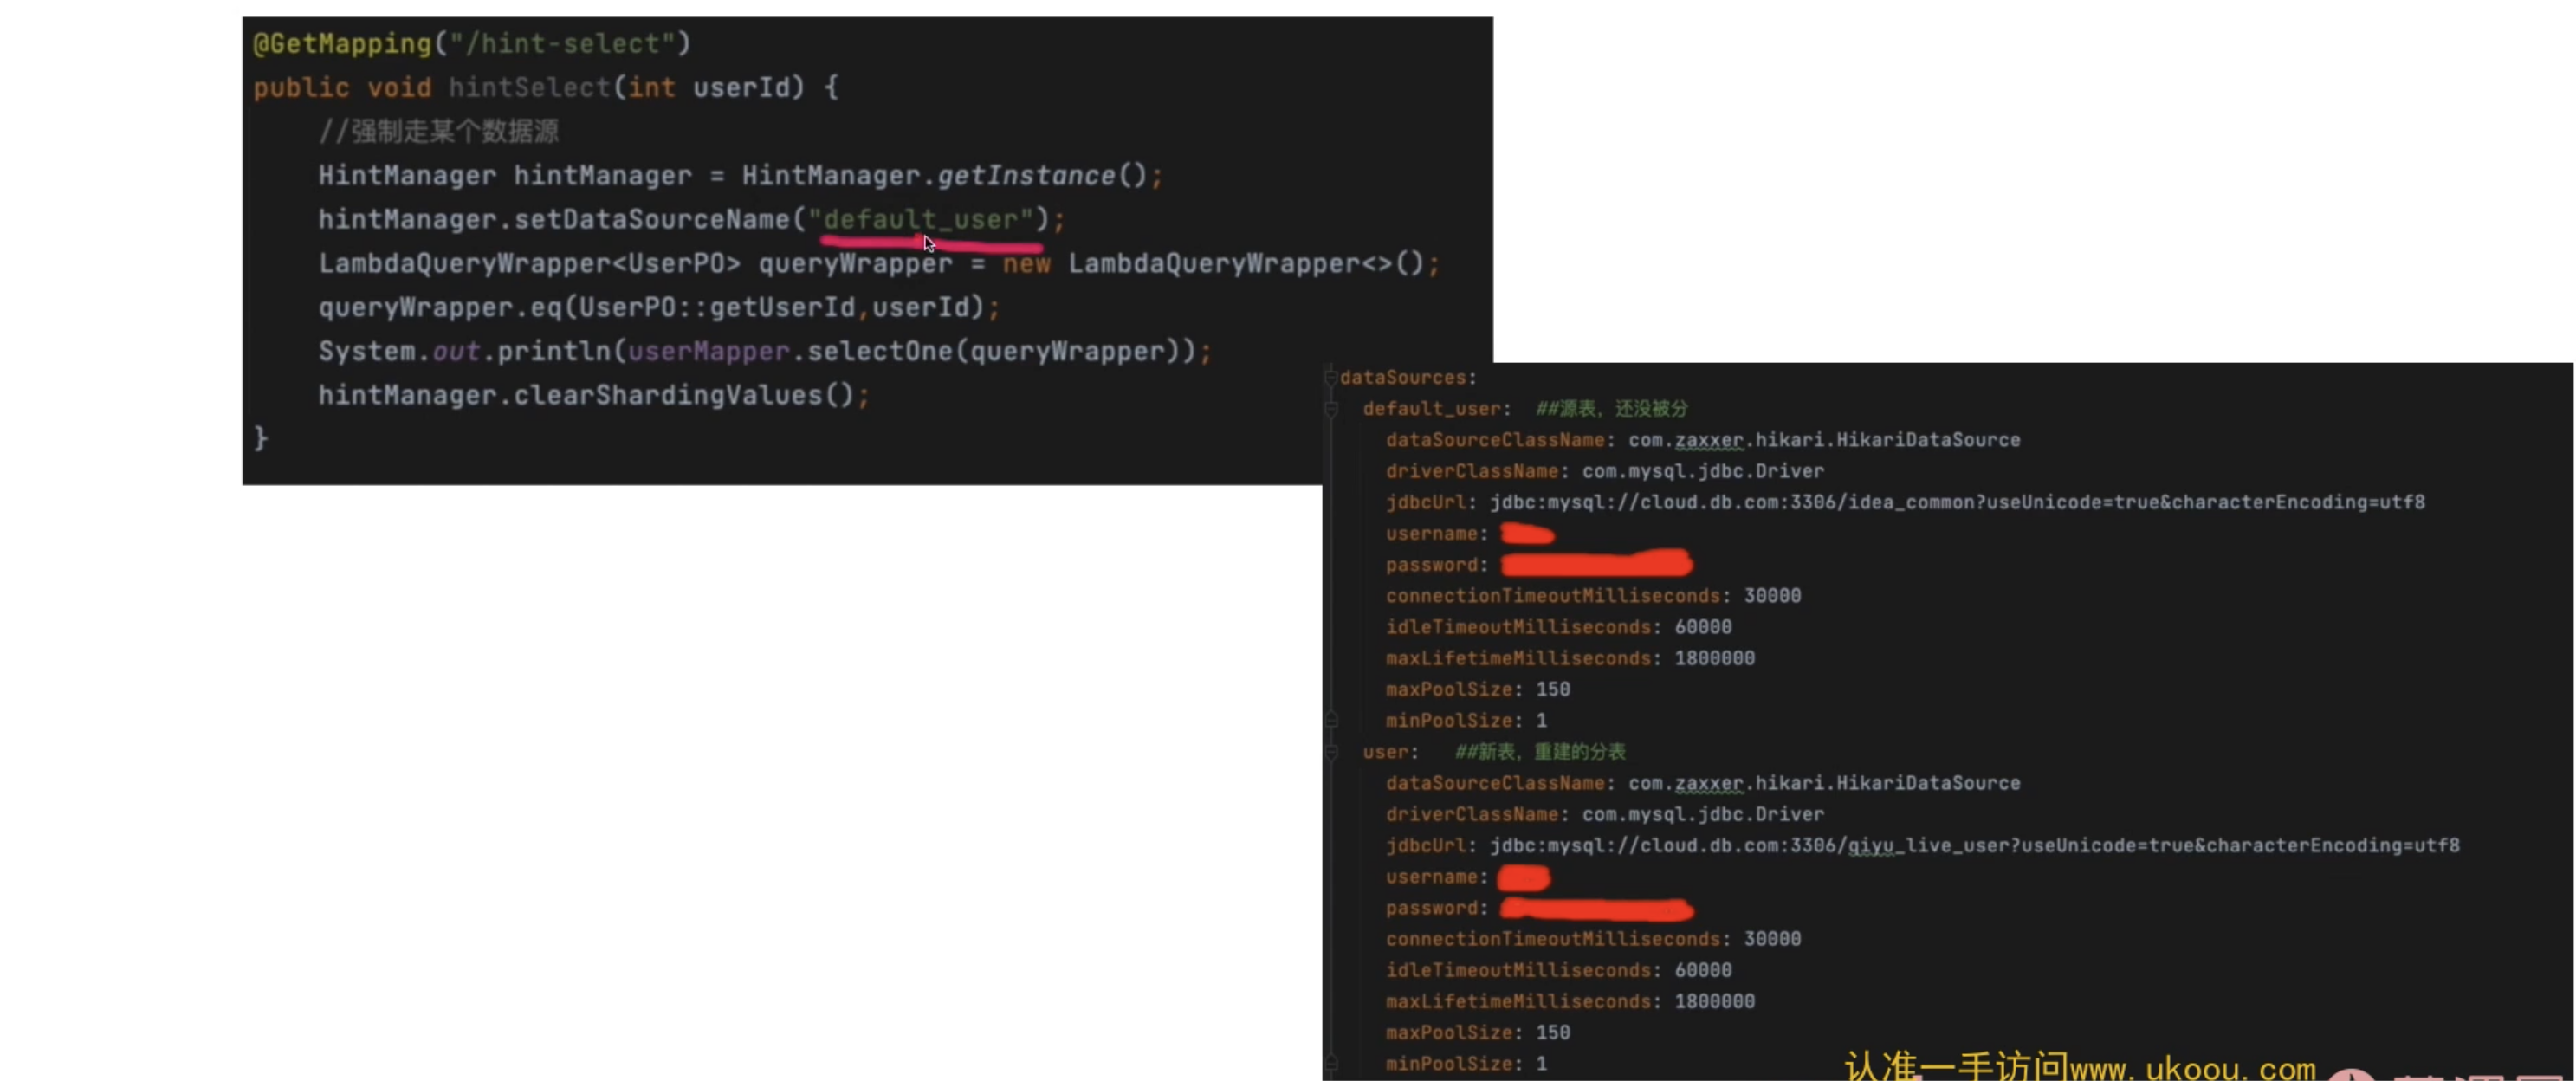 @GetMapping("/hint-select")
public void hintSelect(int userId) {
//强制走某个数据源
HintManager hintManager = HintManager.getInstance();
hintManager.setDataSourceName("default_user");
LambdaQueryWrapper<UserPO> queryWrapper = new LambdaQueryWrapper<>();
queryWrapper.eq(UserPO::getUserId,userId);
System.out.println(userMapper.selectOne(queryWrapper));
hintManager.clearShardingValues();
}
dataSources:
default_user: ##源表，还没被分
dataSourceClassName: com.zaxxer.hikari.HikariDataSource
driverClassName: com.mysql.jdbc.Driver
jdbcUrl: jdbc:mysql://cloud.db.com:3306/idea_common?useUnicode=true&characterEncoding=utf8
username:
password:
connectionTimeoutMilliseconds: 30000
idleTimeoutMilliseconds: 60000
maxLifetimeMilliseconds: 1800000
maxPoolSize: 150
minPoolSize: 1
user: ##新表，重建的分表
dataSourceClassName: com.zaxxer.hikari.HikariDataSource
driverClassName: com.mysql.jdbc.Driver
jdbcUrl: jdbc:mysql://cloud.db.com:3306/qiyu_live_user?useUnicode=true&characterEncoding=utf8
username:
password:
connectionTimeoutMilliseconds: 30000
idleTimeoutMilliseconds: 60000
maxLifetimeMilliseconds: 1800000
maxPoolSize: 150
minPoolSize: 1
认准一手访问www.ukoou.com